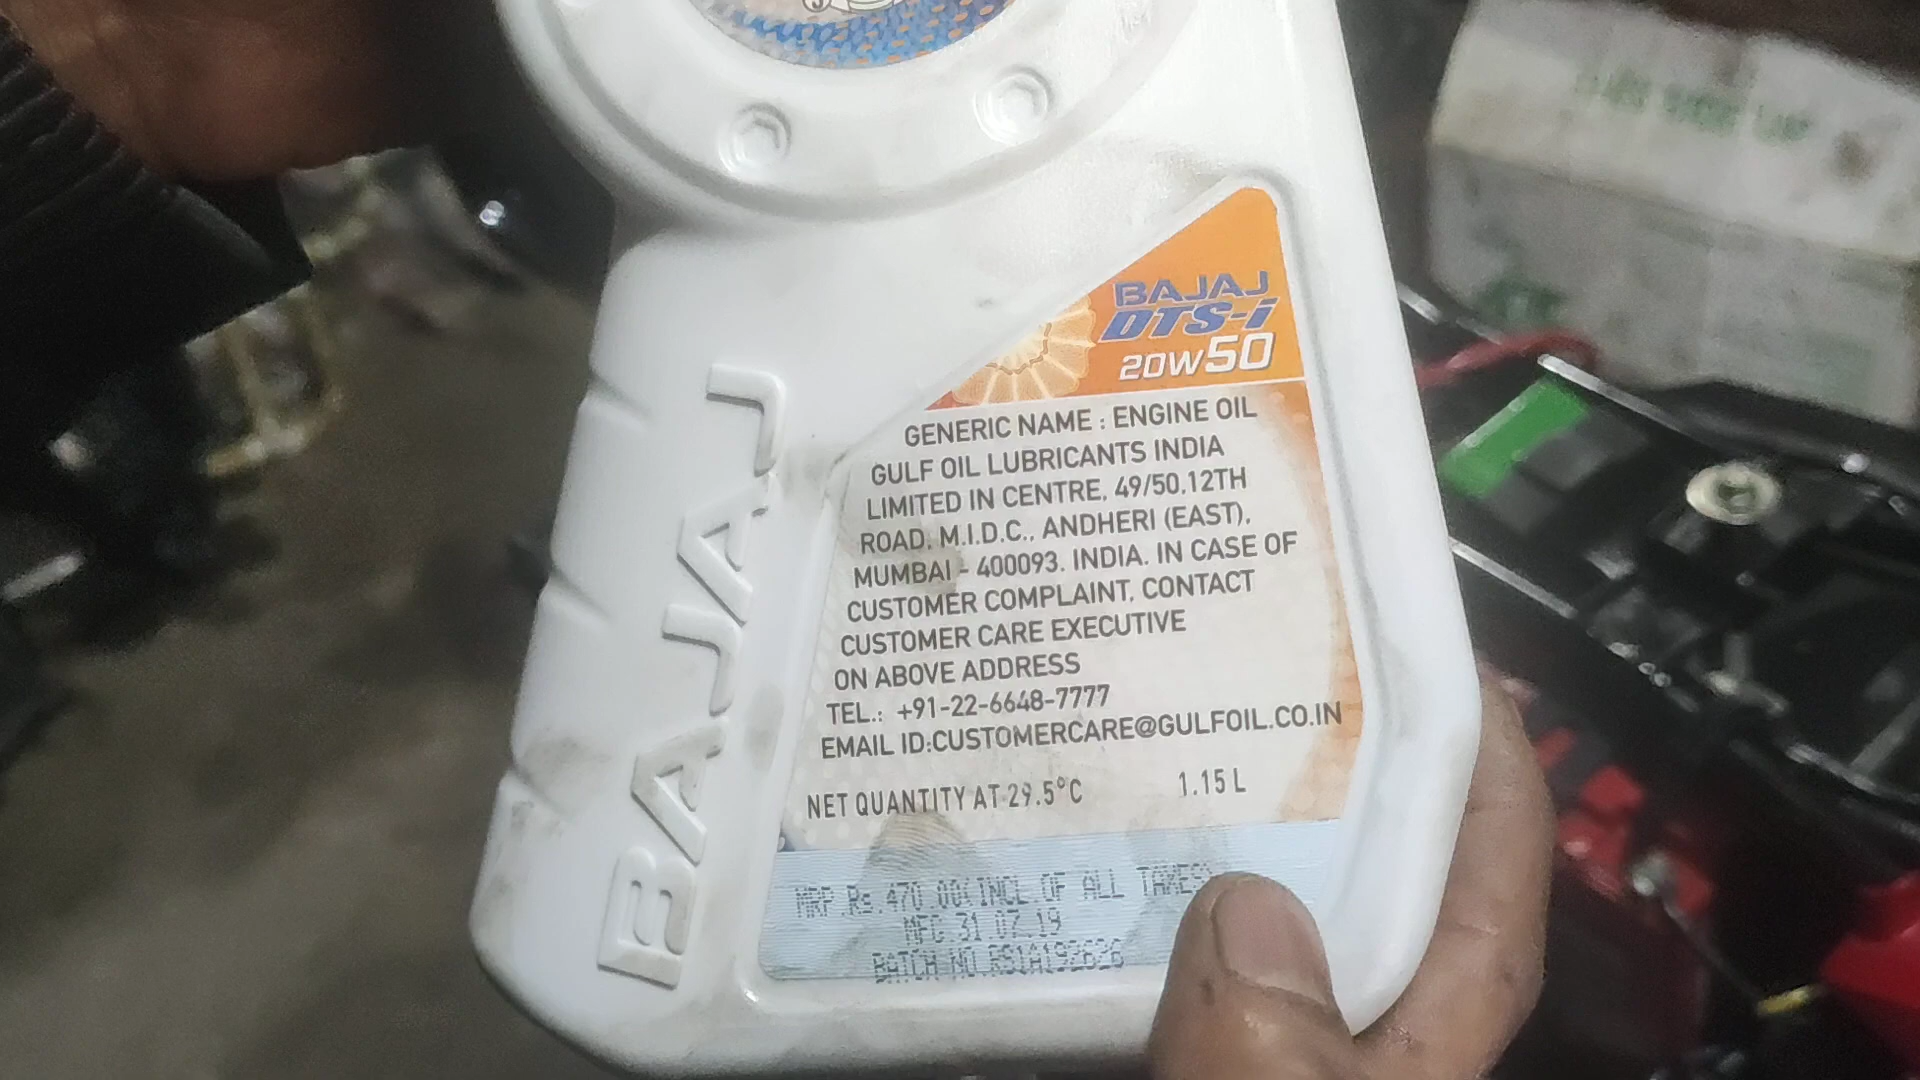 BAJAJ
BAJAJ
DTS-i
20W50
GENERIC NAME : ENGINE OIL
GULF OIL LUBRICANTS INDIA
LIMITED IN CENTRE, 49/50,12TH
ROAD, M.I.D.C., ANDHERI (EAST),
MUMBAI - 400093. INDIA. IN CASE OF
CUSTOMER COMPLAINT, CONTACT
CUSTOMER CARE EXECUTIVE
ON ABOVE ADDRESS
TEL.: +91-22-6648-7777
EMAIL ID:CUSTOMERCARE@GULFOIL.CO.IN
NET QUANTITY AT 29.5°C 1.15 L
MRP.Rs.470.00(INCL.OF ALL TAXES)
MFG 31.07.19
BATCH NO.